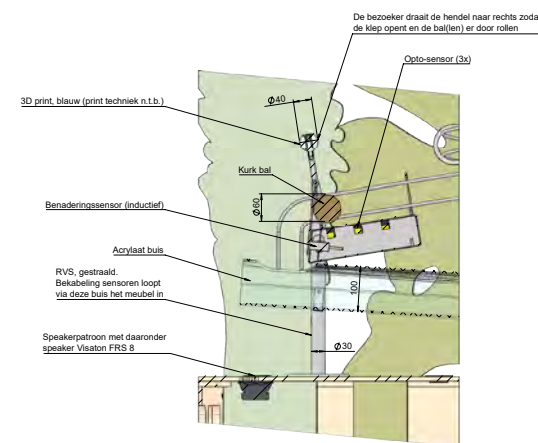 De bezoeker draait de hendel naar rechts zoda
de klep opent en de bal(len) er door rollen
Opto-sensor (3x)
Ø40
3D print, blauw (print techniek n.t.b.)
Kurk bal
Ø60
Benaderingssensor (inductief)
Acrylaat buis
RVS, gestraald.
Bekabeling sensoren loopt
via deze buis het meubel in
100
Ø30
Speakerpatroon met daaronder
speaker Visaton FRS 8